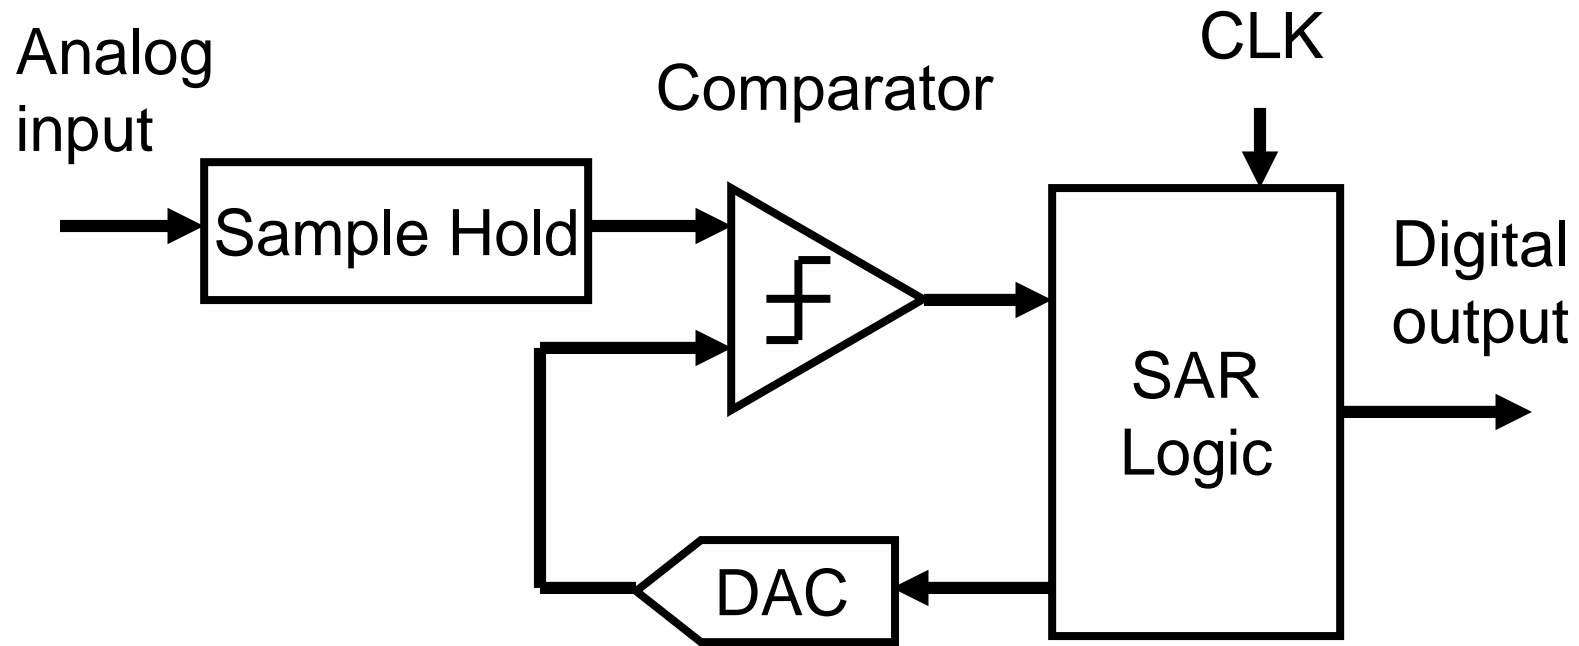 Analog
input
Sample Hold
Comparator
CLK
SAR
Logic
Digital
output
DAC